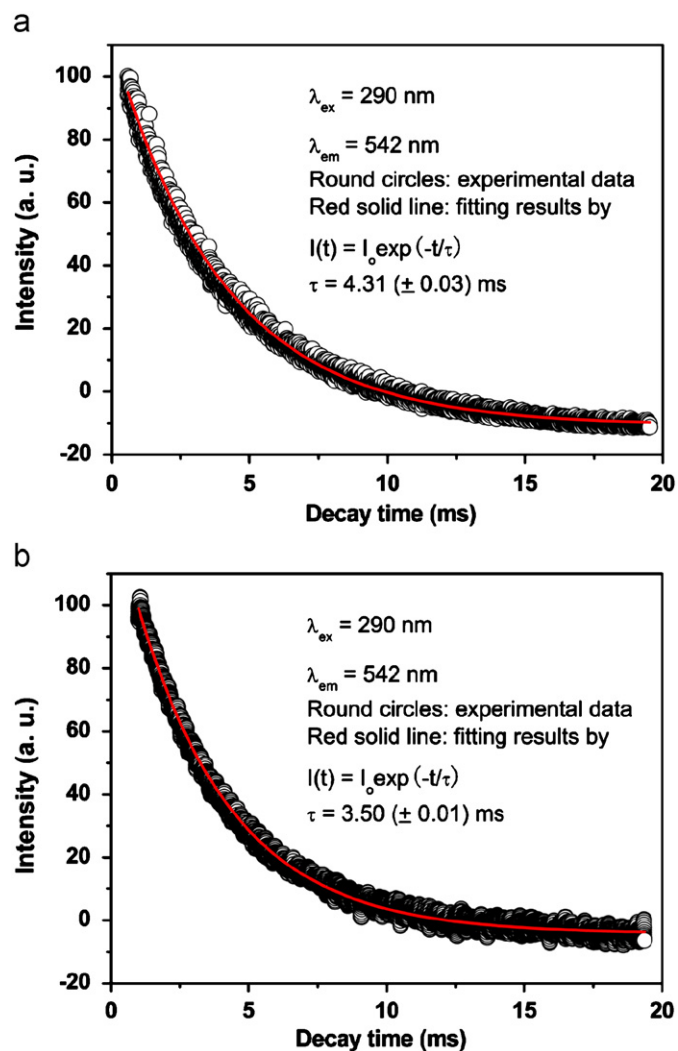 a
100
80
60
40
20
0
-20
Intensity (a. u.)
λex = 290 nm
λem = 542 nm
Round circles: experimental data
Red solid line: fitting results by
I(t) = Ioexp (-t/τ)
τ = 4.31 (± 0.03) ms
0 5 10 15 20
Decay time (ms)
b
100
80
60
40
20
0
-20
Intensity (a. u.)
λex = 290 nm
λem = 542 nm
Round circles: experimental data
Red solid line: fitting results by
I(t) = Ioexp (-t/τ)
τ = 3.50 (± 0.01) ms
0 5 10 15 20
Decay time (ms)